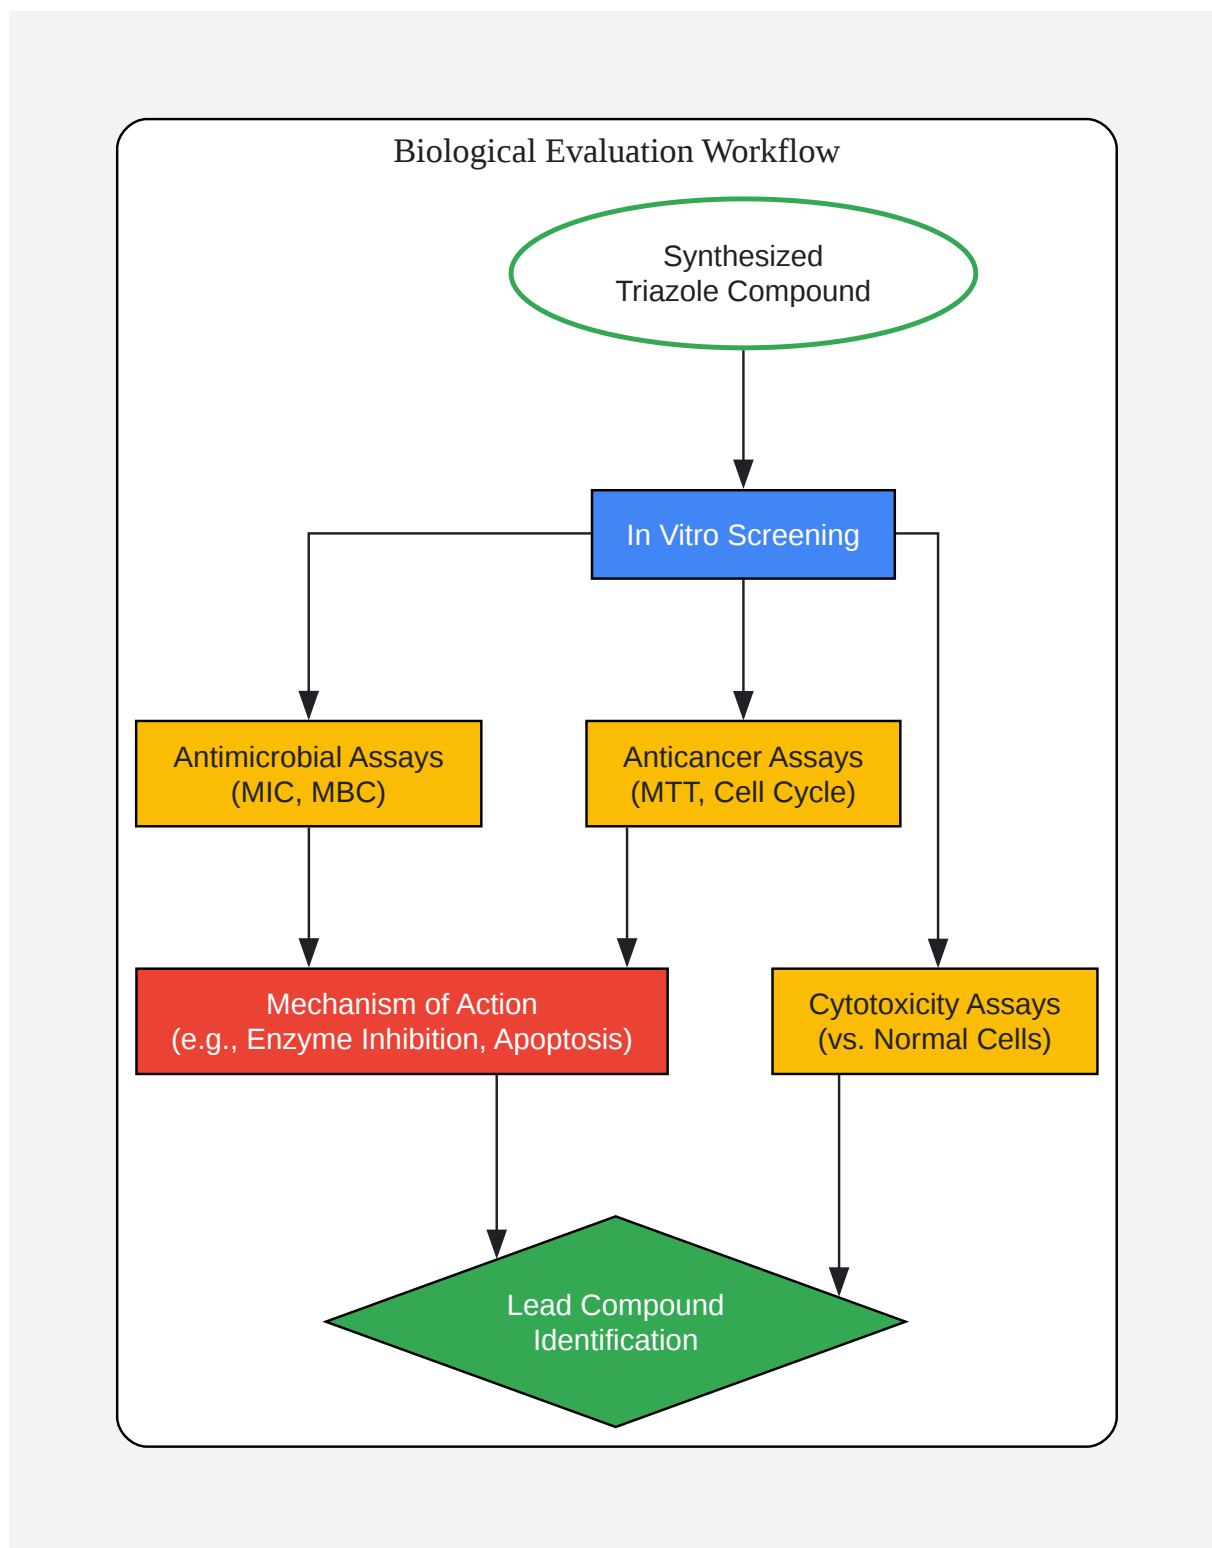 Biological Evaluation Workflow
Synthesized
Triazole Compound
In Vitro Screening
Antimicrobial Assays
(MIC, MBC)
Anticancer Assays
(MTT, Cell Cycle)
Mechanism of Action
(e.g., Enzyme Inhibition, Apoptosis)
Cytotoxicity Assays
(vs. Normal Cells)
Lead Compound
Identification